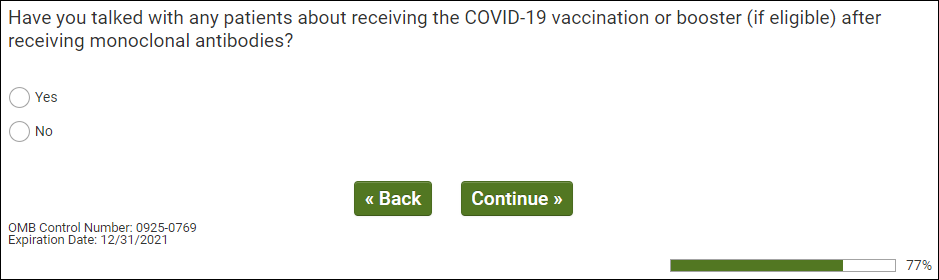 Have you talked with any patients about receiving the COVID-19 vaccination or booster (if eligible) after
receiving monoclonal antibodies?
Yes
No
« Back
Continue »
OMB Control Number: 0925-0769
Expiration Date: 12/31/2021
77%